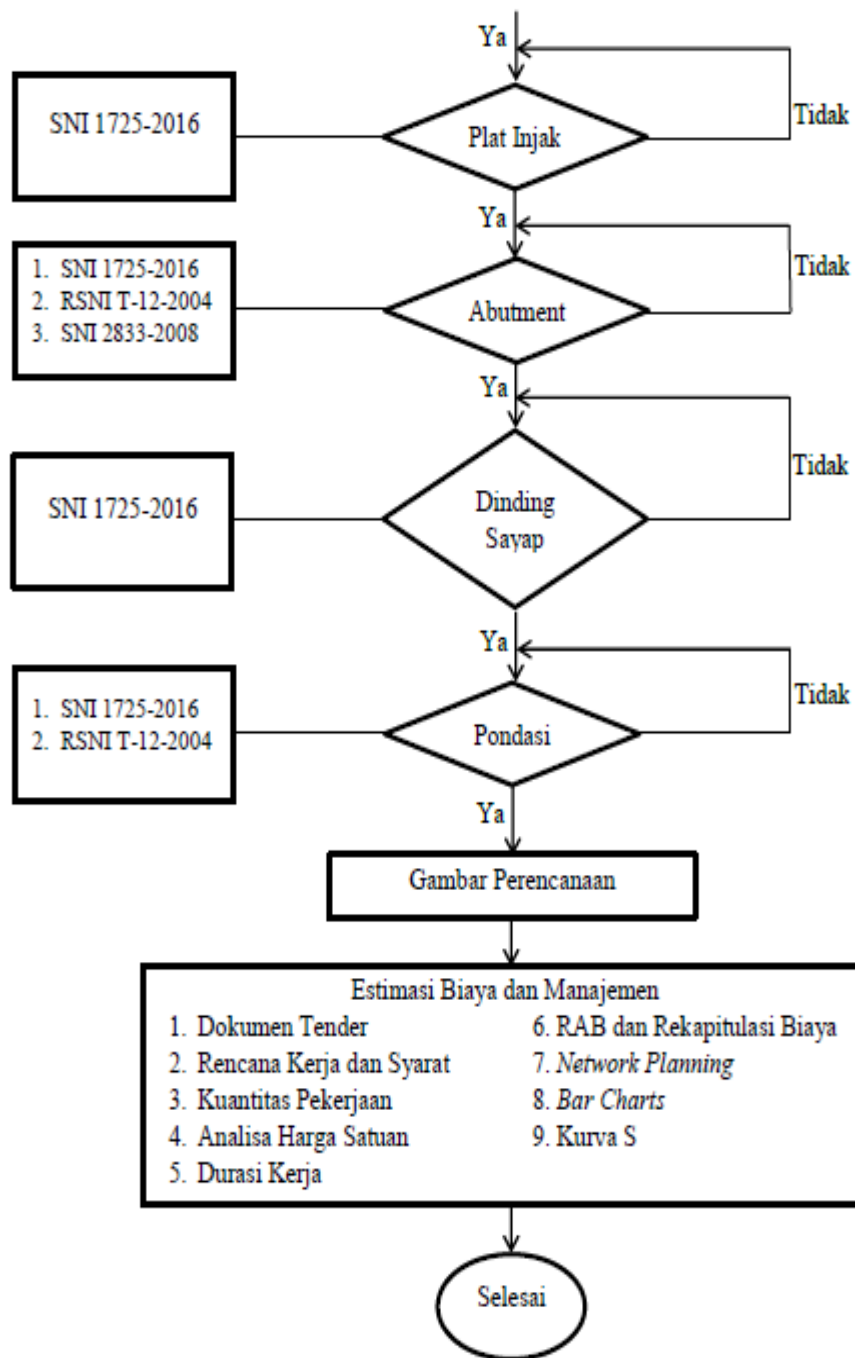 Ya
SNI 1725-2016
Plat Injak
Tidak
Ya
1. SNI 1725-2016
2. RSNI T-12-2004
3. SNI 2833-2008
Abutment
Tidak
Ya
SNI 1725-2016
Dinding
Sayap
Tidak
Ya
1. SNI 1725-2016
2. RSNI T-12-2004
Pondasi
Tidak
Ya
Gambar Perencanaan
Estimasi Biaya dan Manajemen
1. Dokumen Tender
2. Rencana Kerja dan Syarat
3. Kuantitas Pekerjaan
4. Analisa Harga Satuan
5. Durasi Kerja
6. RAB dan Rekapitulasi Biaya
7. Network Planning
8. Bar Charts
9. Kurva S
Selesai